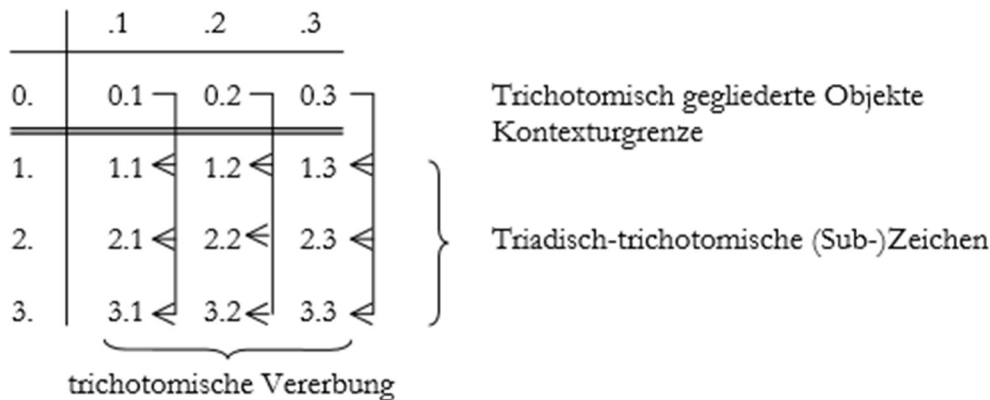 .1 .2 .3
0. 0.1 0.2 0.3 Trichotomisch gegliederte Objekte
Kontexturgrenze
1. 1.1 1.2 1.3
2. 2.1 2.2 2.3 Triadisch-trichotomische (Sub-)Zeichen
3. 3.1 3.2 3.3
trichotomische Vererbung